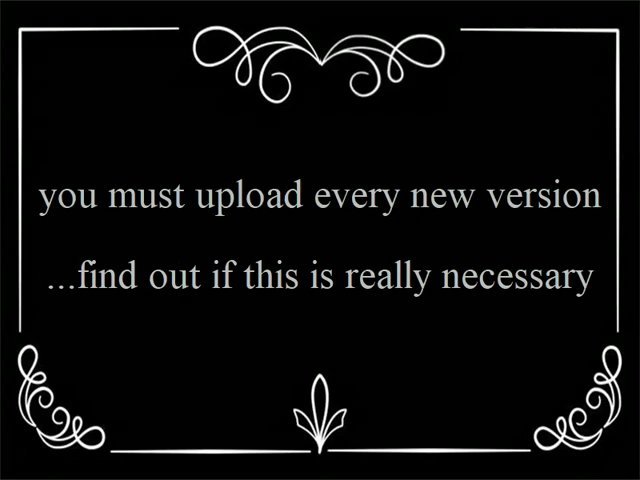 you must upload every new version
...find out if this is really necessary